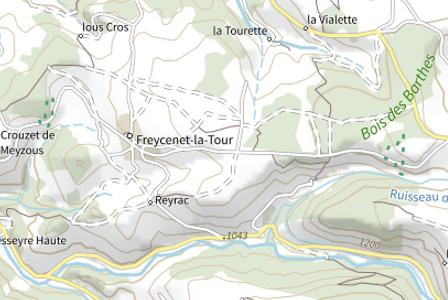 la Vialette
lous Cros
la Tourette
Bois des Barthes
Crouzet de
Meyzous
Freycenet-la-Tour
Reyrac
Ruisseau d
esseyre Haute
1043
1200